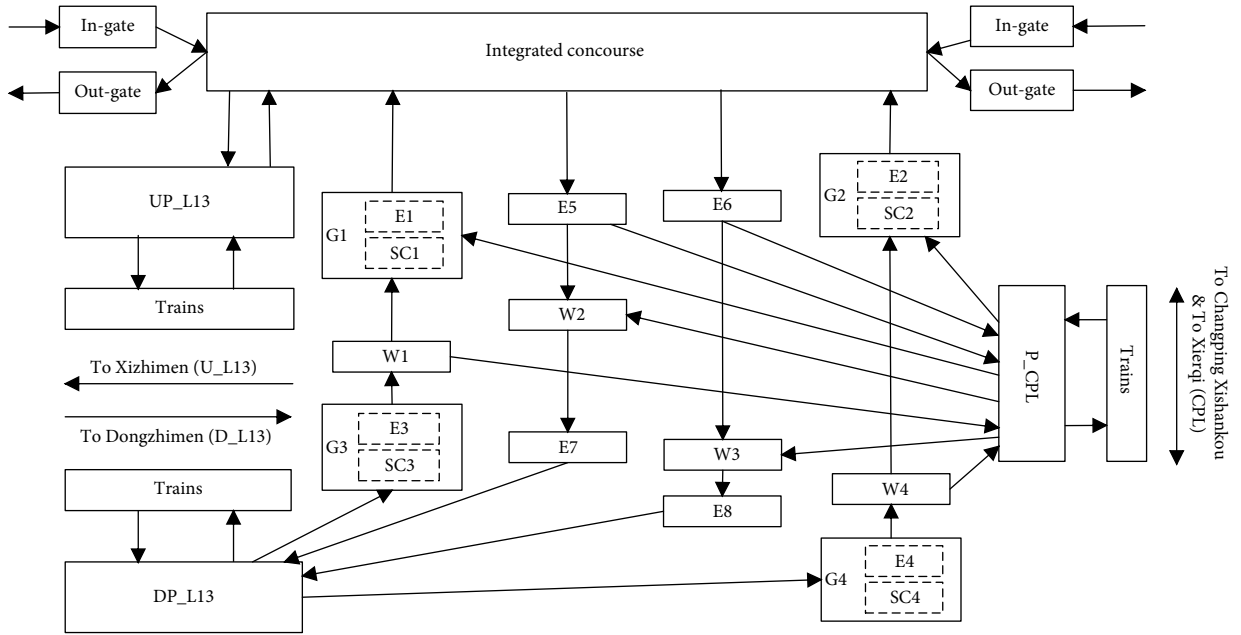 In-gate
In-gate
Integrated concourse
Out-gate
Out-gate
UP_L13
G1
E1
SC1
E5
E6
G2
E2
SC2
Trains
W2
W1
P_CPL
Trains
To Changping Xishankou
& To Xierqi (CPL)
To Xizhimen (U_L13)
To Dongzhimen (D_L13)
G3
E3
SC3
E7
W3
W4
Trains
E8
DP_L13
G4
E4
SC4